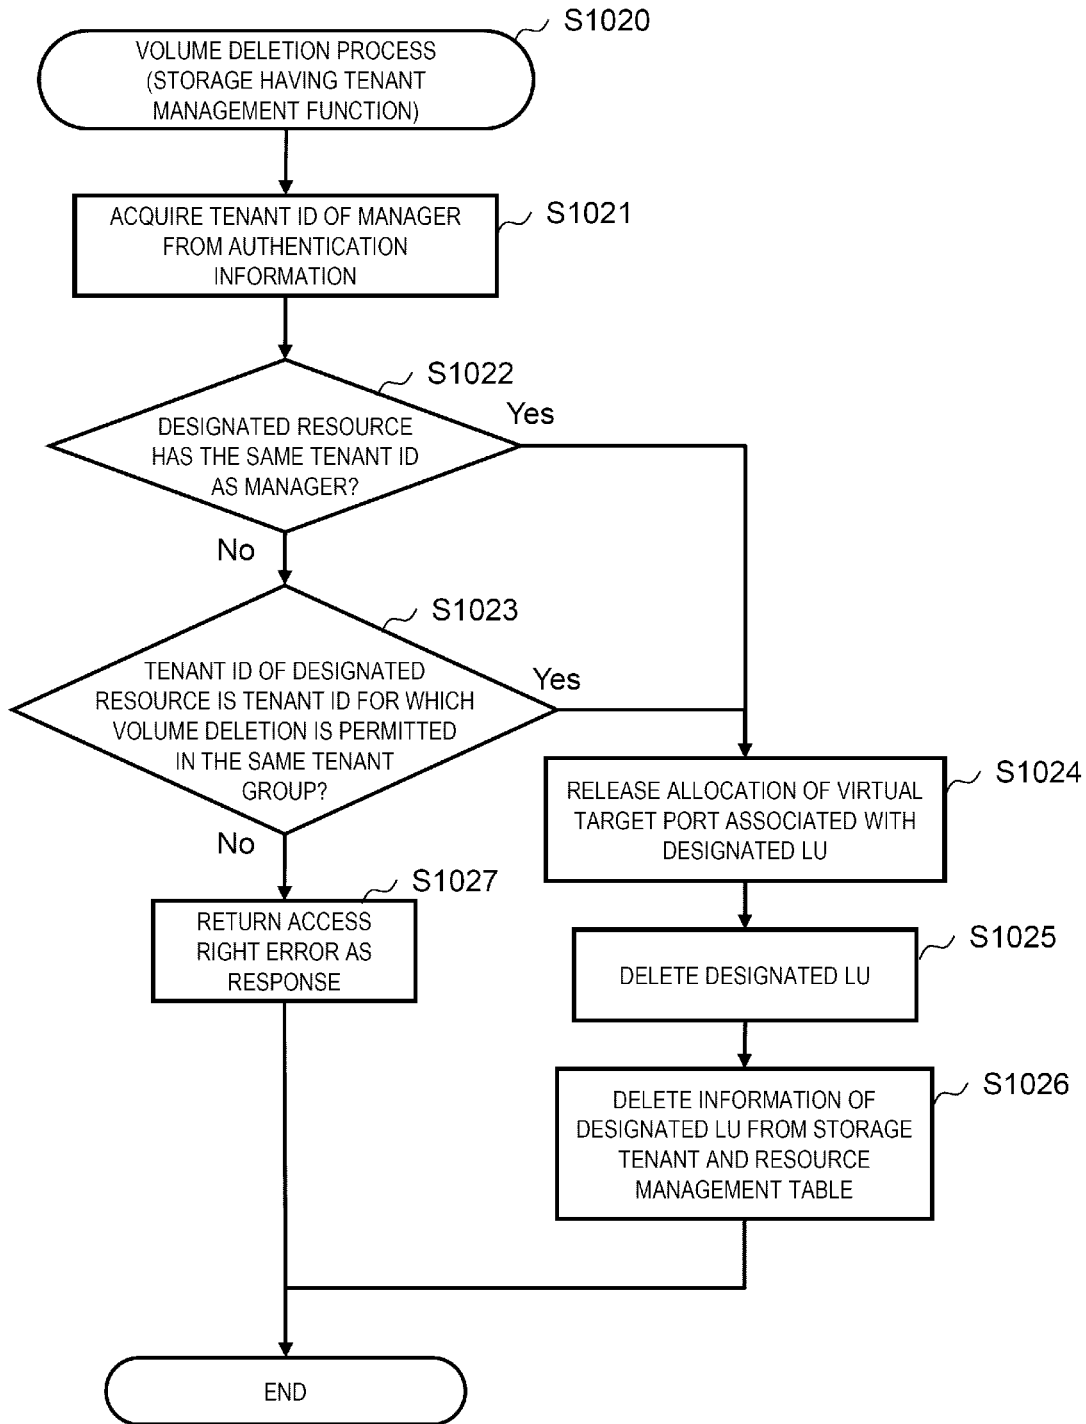 S1020
VOLUME DELETION PROCESS
(STORAGE HAVING TENANT
MANAGEMENT FUNCTION)
S1021
ACQUIRE TENANT ID OF MANAGER
FROM AUTHENTICATION
INFORMATION
S1022
DESIGNATED RESOURCE
HAS THE SAME TENANT ID
AS MANAGER?
Yes
No
S1023
TENANT ID OF DESIGNATED
RESOURCE IS TENANT ID FOR WHICH
VOLUME DELETION IS PERMITTED
IN THE SAME TENANT
GROUP?
Yes
No
S1024
RELEASE ALLOCATION OF VIRTUAL
TARGET PORT ASSOCIATED WITH
DESIGNATED LU
S1027
RETURN ACCESS
RIGHT ERROR AS
RESPONSE
S1025
DELETE DESIGNATED LU
S1026
DELETE INFORMATION OF
DESIGNATED LU FROM STORAGE
TENANT AND RESOURCE
MANAGEMENT TABLE
END